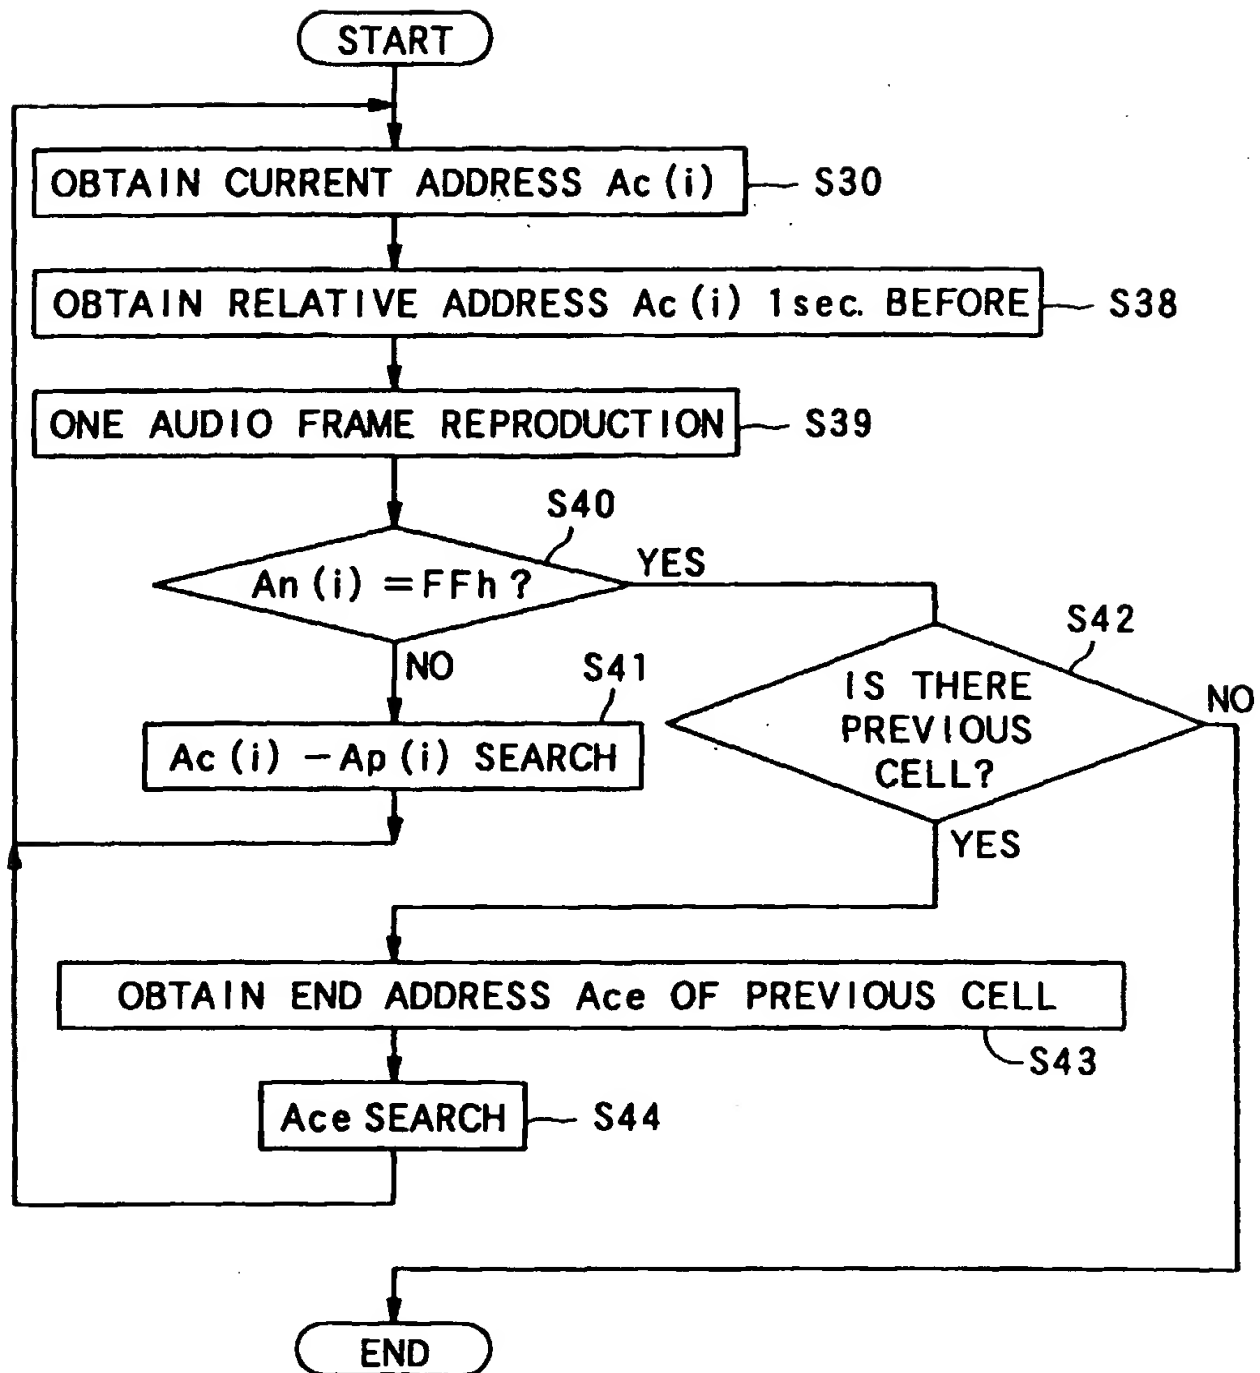 START
OBTAIN CURRENT ADDRESS Ac(i)
S30
OBTAIN RELATIVE ADDRESS Ac(i) 1sec. BEFORE
S38
ONE AUDIO FRAME REPRODUCTION
S39
S40
An(i)=FFh?
YES
NO
S41
Ac(i)-Ap(i) SEARCH
S42
IS THERE
PREVIOUS
CELL?
NO
YES
OBTAIN END ADDRESS Ace OF PREVIOUS CELL
S43
Ace SEARCH
S44
END